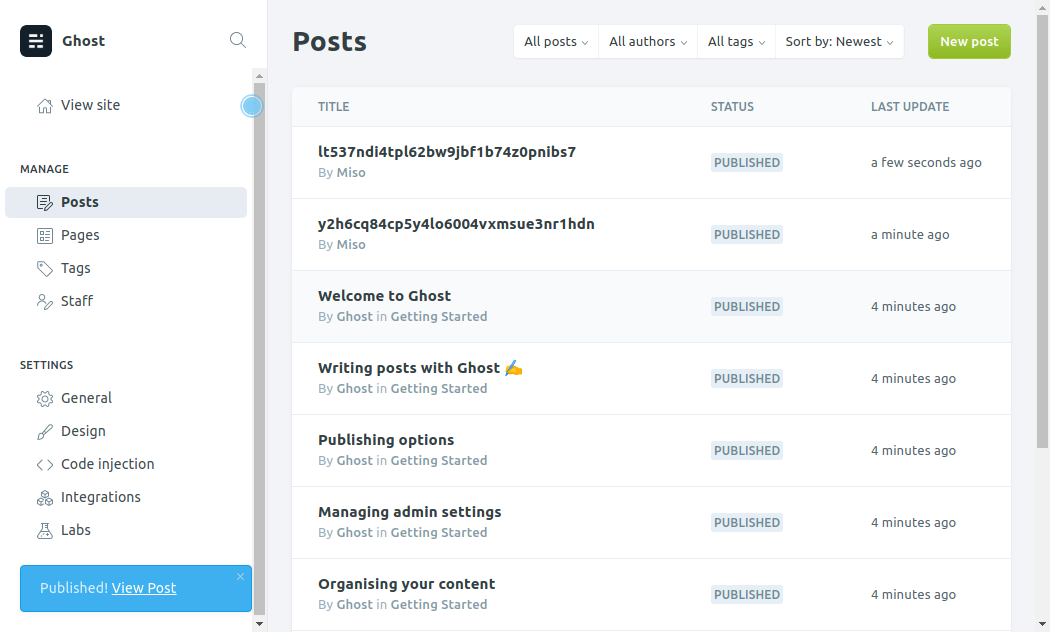 Ghost
View site
MANAGE
Posts
Pages
Tags
Staff
SETTINGS
General
Design
Code injection
Integrations
Labs
Published! View Post
Posts
All posts
All authors
All tags
Sort by: Newest
New post
TITLE STATUS LAST UPDATE
lt537ndi4tpl62bw9jbf1b74z0pnibs7
By Miso
PUBLISHED
a few seconds ago
y2h6cq84cp5y4lo6004vxmsue3nr1hdn
By Miso
PUBLISHED
a minute ago
Welcome to Ghost
By Ghost in Getting Started
PUBLISHED
4 minutes ago
Writing posts with Ghost ✍️
By Ghost in Getting Started
PUBLISHED
4 minutes ago
Publishing options
By Ghost in Getting Started
PUBLISHED
4 minutes ago
Managing admin settings
By Ghost in Getting Started
PUBLISHED
4 minutes ago
Organising your content
By Ghost in Getting Started
PUBLISHED
4 minutes ago